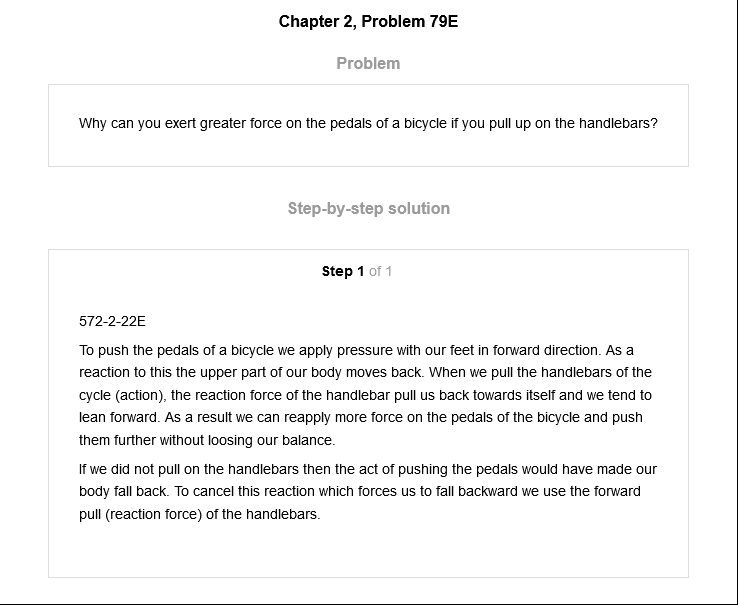 Chapter 2, Problem 79E
Problem
Why can you exert greater force on the pedals of a bicycle if you pull up on the handlebars?
Step-by-step solution
Step 1 of 1
572-2-22E
To push the pedals of a bicycle we apply pressure with our feet in forward direction. As a
reaction to this the upper part of our body moves back. When we pull the handlebars of the
cycle (action), the reaction force of the handlebar pull us back towards itself and we tend to
lean forward. As a result we can reapply more force on the pedals of the bicycle and push
them further without loosing our balance.
If we did not pull on the handlebars then the act of pushing the pedals would have made our
body fall back. To cancel this reaction which forces us to fall backward we use the forward
pull (reaction force) of the handlebars.